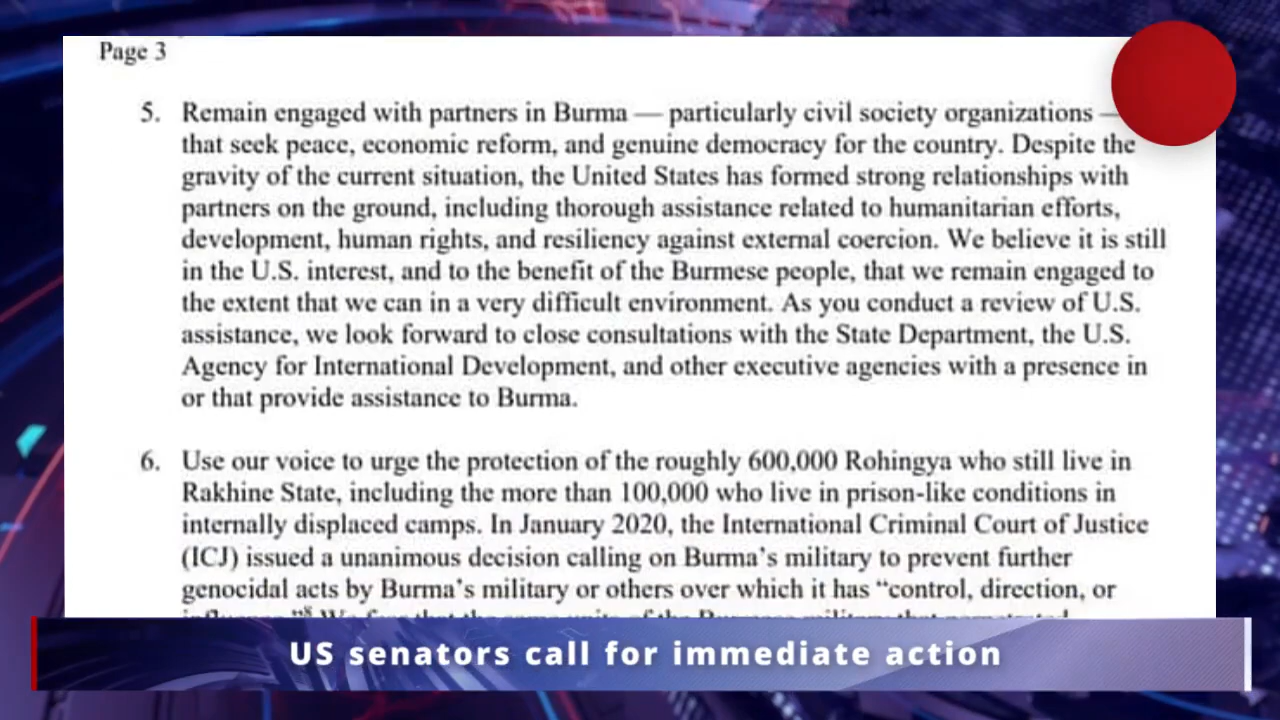 Page 3
5. Remain engaged with partners in Burma — particularly civil society organizations —
that seek peace, economic reform, and genuine democracy for the country. Despite the
gravity of the current situation, the United States has formed strong relationships with
partners on the ground, including thorough assistance related to humanitarian efforts,
development, human rights, and resiliency against external coercion. We believe it is still
in the U.S. interest, and to the benefit of the Burmese people, that we remain engaged to
the extent that we can in a very difficult environment. As you conduct a review of U.S.
assistance, we look forward to close consultations with the State Department, the U.S.
Agency for International Development, and other executive agencies with a presence in
or that provide assistance to Burma.
6. Use our voice to urge the protection of the roughly 600,000 Rohingya who still live in
Rakhine State, including the more than 100,000 who live in prison-like conditions in
internally displaced camps. In January 2020, the International Criminal Court of Justice
(ICJ) issued a unanimous decision calling on Burma's military to prevent further
genocidal acts by Burma's military or others over which it has “control, direction, or
US senators call for immediate action